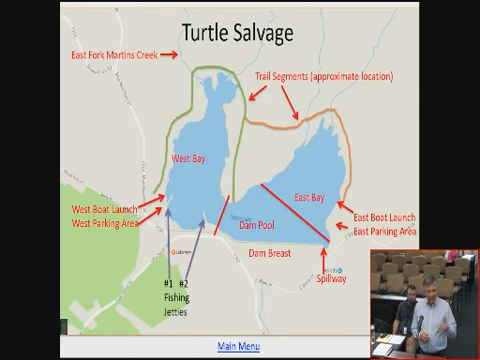 Turtle Salvage
East Fork Martins Creek
Trail Segments (approximate location)
West Bay
East Bay
West Boat Launch
West Parking Area
East Boat Launch
East Parking Area
Dam Pool
Dam Breast
Spillway
#1 #2
Fishing
Jetties
Main Menu